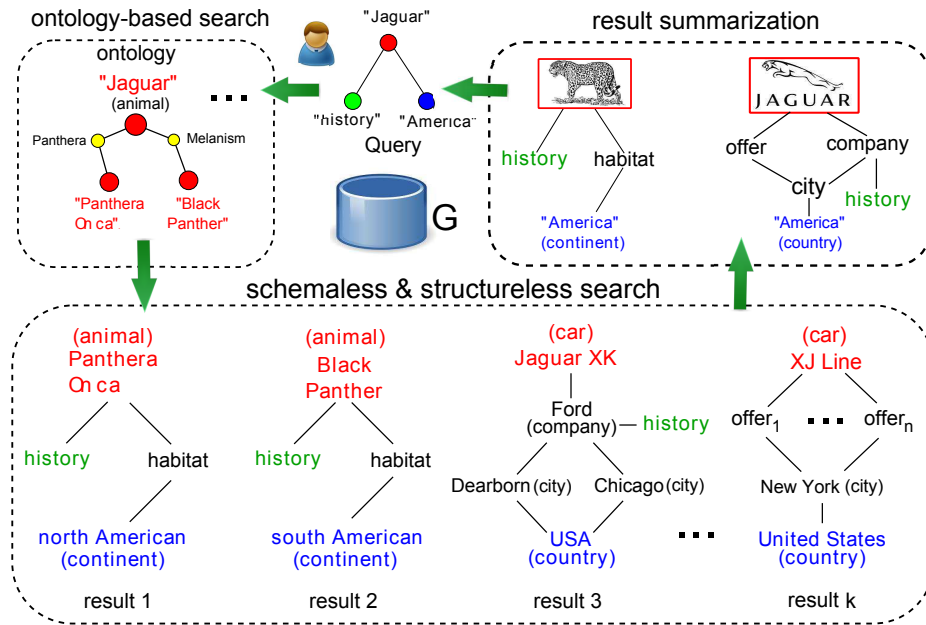 ontology-based search
ontology
"Jaguar"
(animal)
Panthera
Melanism
"Panthera
Onca"
"Black
Panther"
...
"Jaguar"
"history"
"America"
Query
G
result summarization
history
habitat
"America"
(continent)
JAGUAR
offer
company
city
history
"America"
(country)
schemaless & structureless search
(animal)
Panthera
Onca
history
habitat
north American
(continent)
result 1
(animal)
Black
Panther
history
habitat
south American
(continent)
result 2
(car)
Jaguar XK
Ford
(company)
history
Dearborn (city)
Chicago (city)
USA
(country)
result 3
...
(car)
XJ Line
offer1
...
offern
New York (city)
United States
(country)
result k